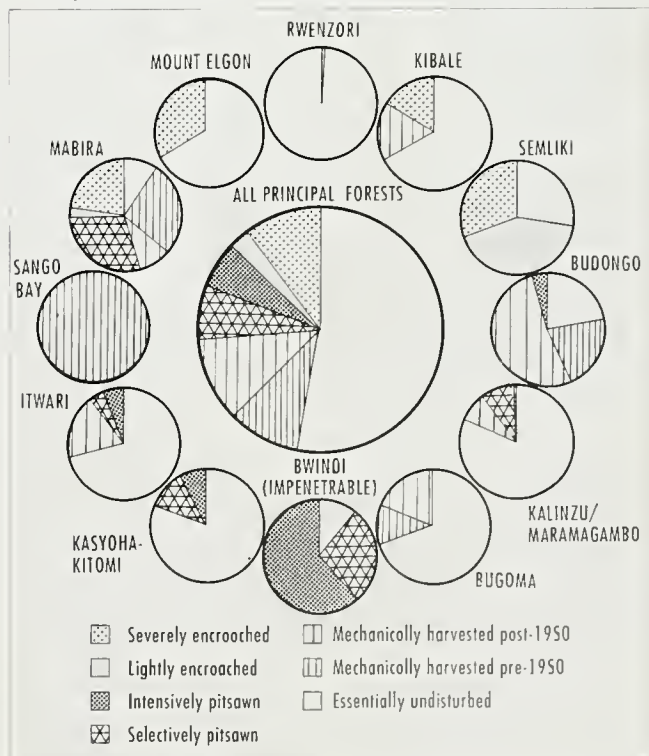 RWENZORI
MOUNT ELGON
KIBALE
MABIRA
SEMLIKI
ALL PRINCIPAL FORESTS
SANGO
BAY
BUDONGO
ITWARI
BWINDI
(IMPENETRABLE)
KALINZU/
MARAMAGAMBO
KASYOHA-
KITOMI
BUGOMA
Severely encroached
Lightly encroached
Intensively pitsawn
Selectively pitsawn
Mechanically harvested post-1950
Mechanically harvested pre-1950
Essentially undisturbed